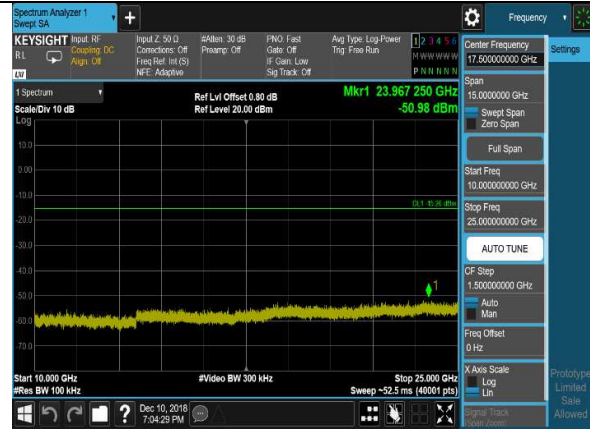 Spectrum Analyzer 1
Swept SA
Frequency
KEYSIGHT Input: RF
RL
Coupling: DC
Align: Off
Input Z: 50 Ω
Corrections: Off
Freq Ref: Int (S)
NFE: Adaptive
#Atten: 30 dB
Preamp: Off
PNO: Fast
Gate: Off
IF Gain: Low
Sig Track: Off
Avg Type: Log-Power
Trig: Free Run
1 2 3 4 5 6
M W W W W W
P N N N N N
LXI
1 Spectrum
Scale/Div 10 dB
Log
Ref Lvl Offset 0.80 dB
Ref Level 20.00 dBm
Mkr1 23.967 250 GHz
-50.98 dBm
10.0
0.00
-10.0
-20.0
-30.0
-40.0
-50.0
-60.0
-70.0
1
Start 10.000 GHz
#Res BW 100 kHz
#Video BW 300 kHz
Stop 25.000 GHz
Sweep ~52.5 ms (40001 pts)
Dec 10, 2018
7:04:29 PM
?
Center Frequency
17.500000000 GHz
Span
15.0000000 GHz
Swept Span
Zero Span
Full Span
Start Freq
10.000000000 GHz
Stop Freq
25.000000000 GHz
AUTO TUNE
CF Step
1.500000000 GHz
Auto
Man
Freq Offset
0 Hz
X Axis Scale
Log
Lin
Signal Track
(Span Zoom)
Settings
Prototype
Limited
Sale
Allowed